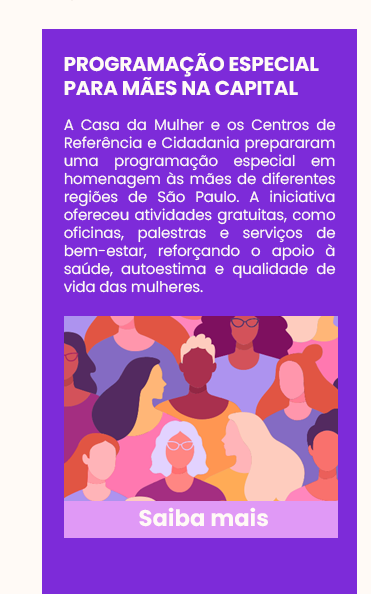 PROGRAMAÇÃO ESPECIAL
PARA MÃES NA CAPITAL
A Casa da Mulher e os Centros de
Referência e Cidadania prepararam
uma programação especial em
homenagem às mães de diferentes
regiões de São Paulo. A iniciativa
ofereceu atividades gratuitas, como
oficinas, palestras e serviços de
bem-estar, reforçando o apoio à
saúde, autoestima e qualidade de
vida das mulheres.
Saiba mais